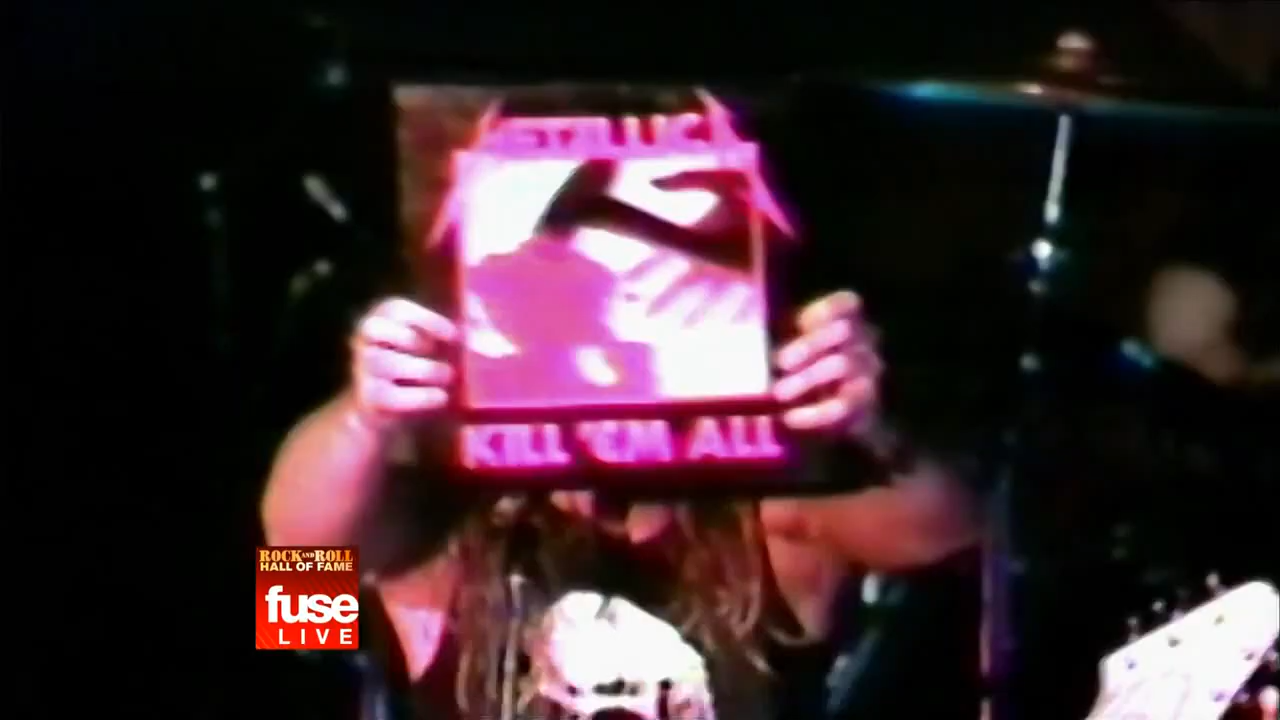 METALLICA
KILL 'EM ALL
ROCK AND ROLL
HALL OF FAME
fuse
LIVE